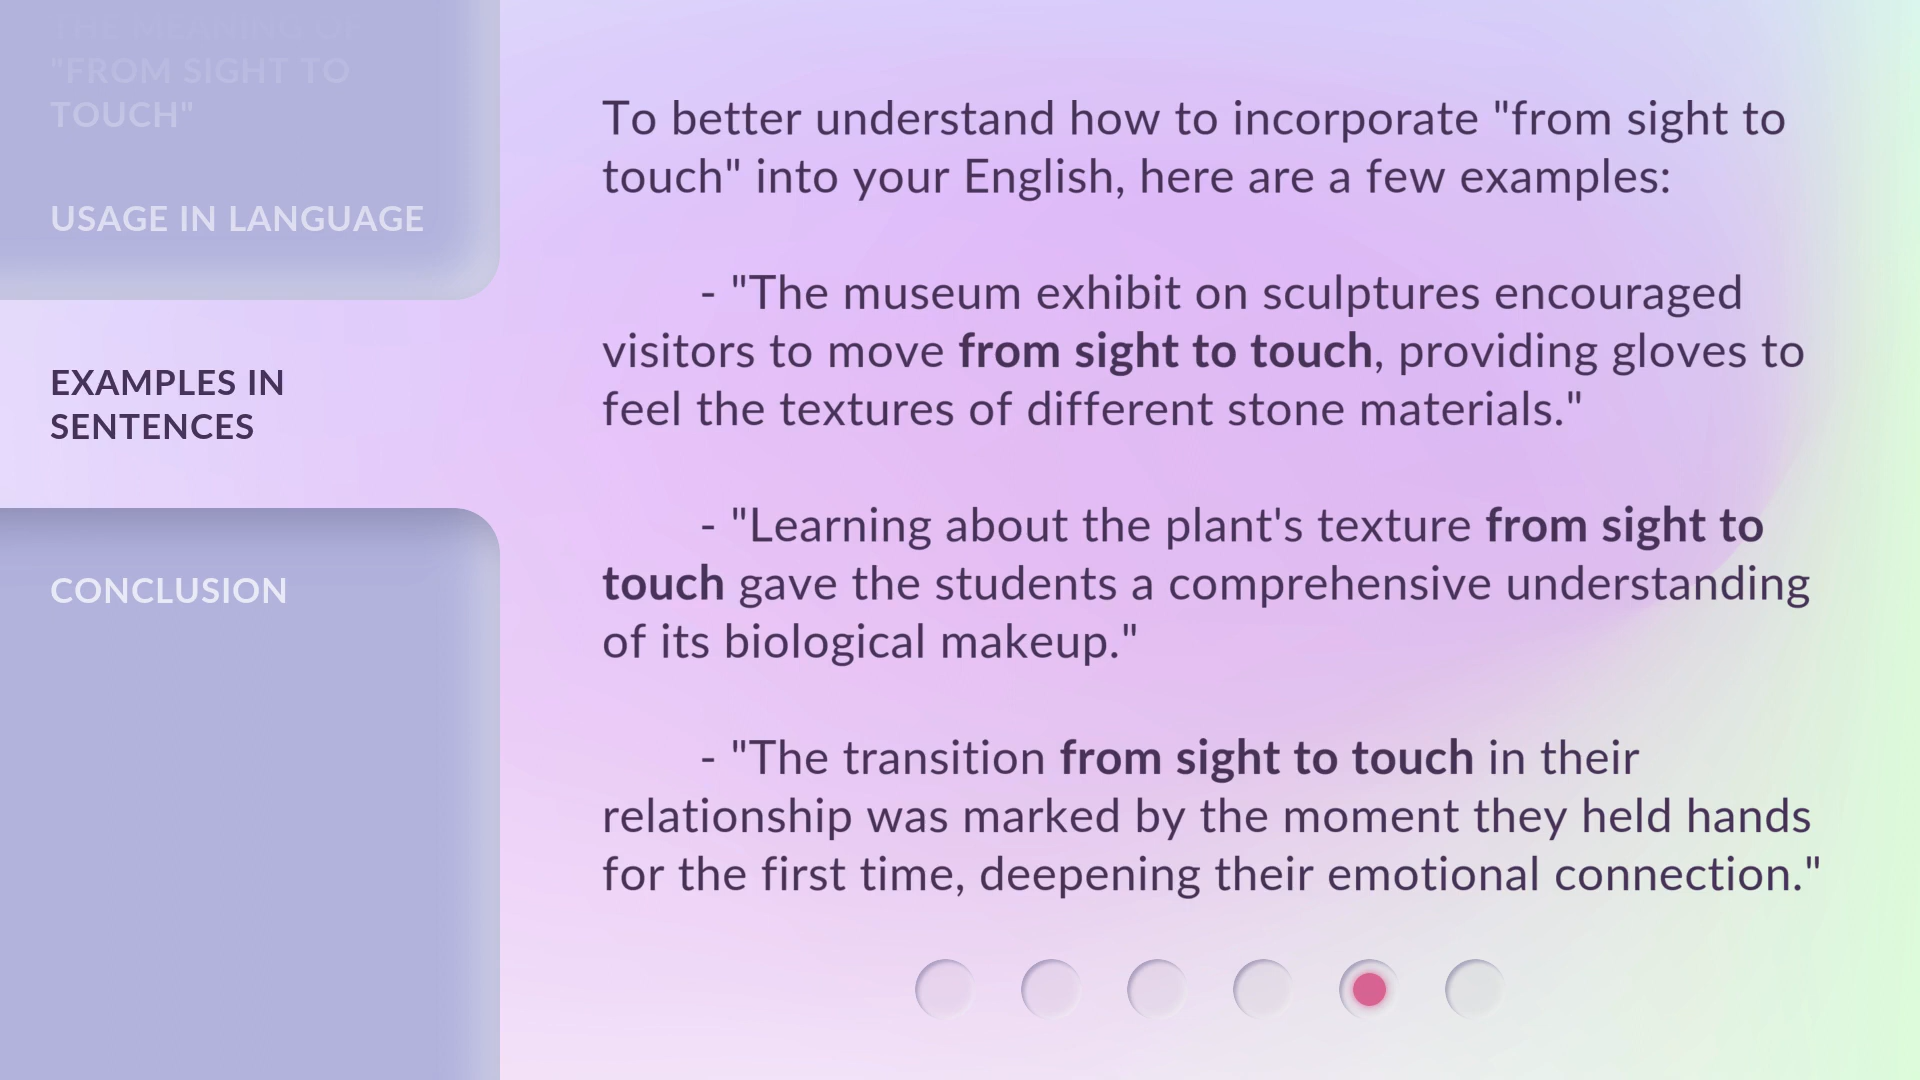 THE MEANING OF
"FROM SIGHT TO
TOUCH"
USAGE IN LANGUAGE
EXAMPLES IN
SENTENCES
CONCLUSION
To better understand how to incorporate "from sight to
touch" into your English, here are a few examples:
- "The museum exhibit on sculptures encouraged
visitors to move from sight to touch, providing gloves to
feel the textures of different stone materials."
- "Learning about the plant's texture from sight to
touch gave the students a comprehensive understanding
of its biological makeup."
- "The transition from sight to touch in their
relationship was marked by the moment they held hands
for the first time, deepening their emotional connection."